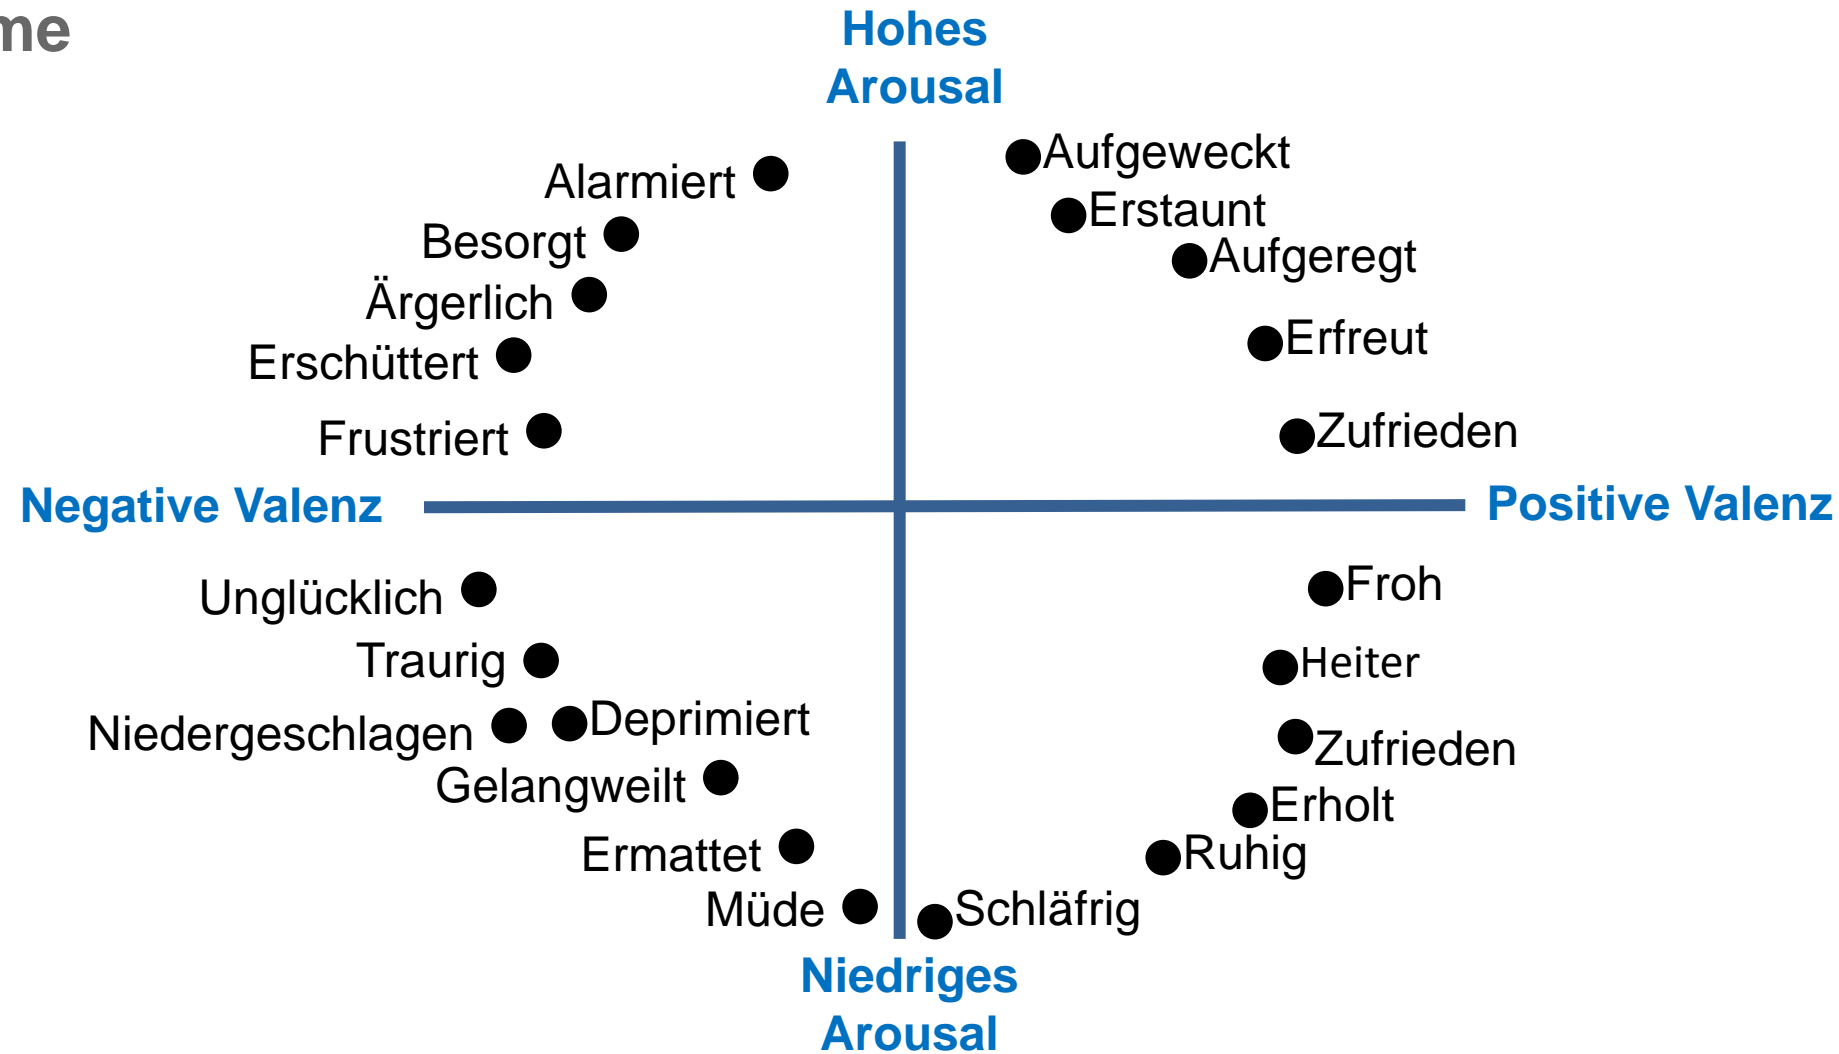 me
Hohes
Arousal
Aufgeweckt
Alarmiert
Erstaunt
Besorgt
Aufgeregt
Ärgerlich
Erfreut
Erschüttert
Zufrieden
Frustriert
Negative Valenz
Positive Valenz
Froh
Unglücklich
Traurig
Heiter
Deprimiert
Niedergeschlagen
Zufrieden
Gelangweilt
Erholt
Ermattet
Ruhig
Müde
Schläfrig
Niedriges
Arousal